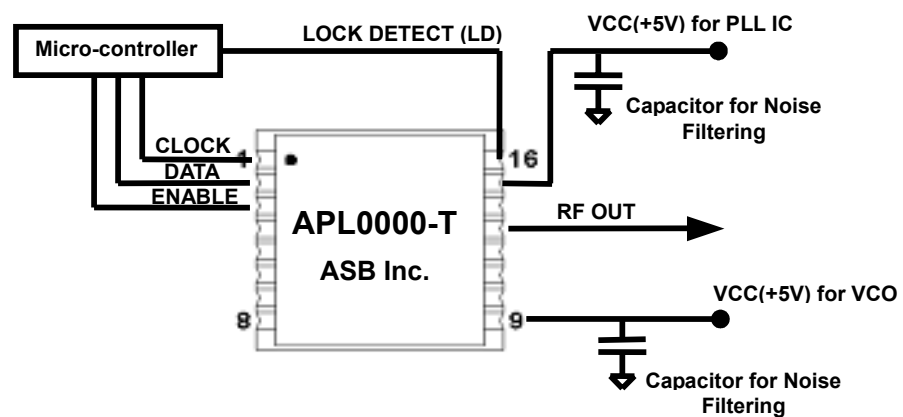 VCC(+5V) for PLL IC
Micro-controller
LOCK DETECT (LD)
Capacitor for Noise
Filtering
CLOCK
1
16
DATA
ENABLE
RF OUT
APL0000-T
ASB Inc.
VCC(+5V) for VCO
8
9
Capacitor for Noise
Filtering